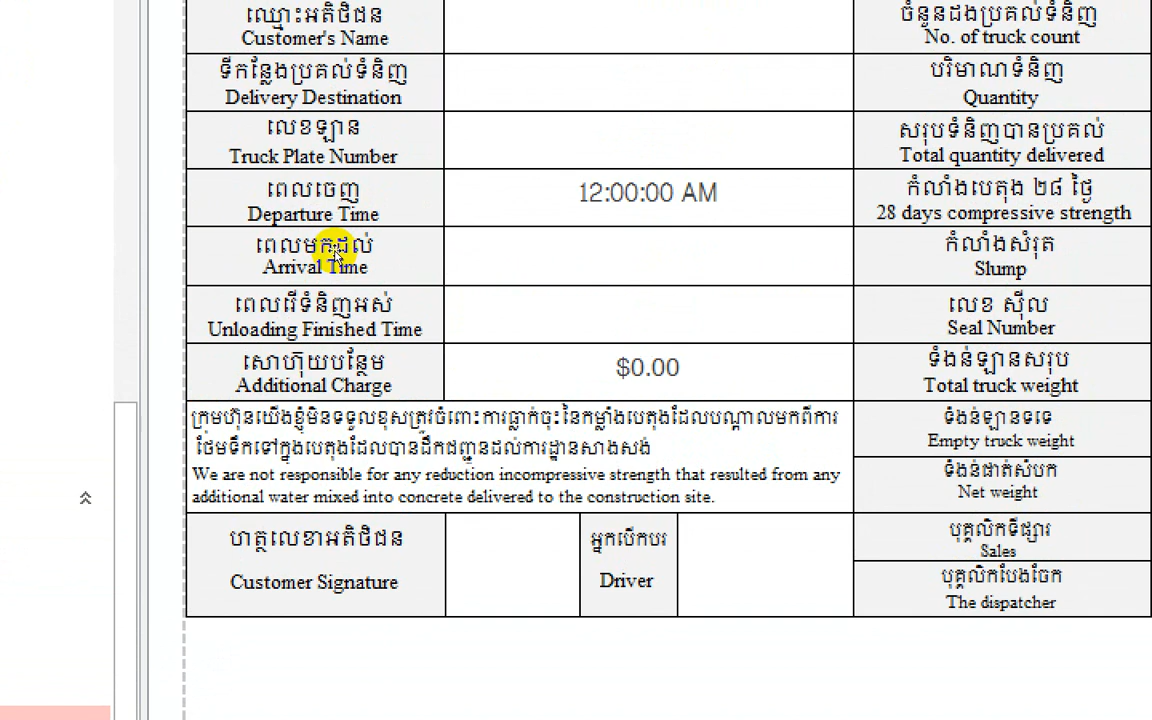 ឈ្មោះអតិថិជន
Customer's Name
ចំនួនដងប្រគល់ទំនិញ
No. of truck count
ទីកន្លែងប្រគល់ទំនិញ
Delivery Destination
បរិមាណទំនិញ
Quantity
លេខឡាន
Truck Plate Number
សរុបទំនិញបានប្រគល់
Total quantity delivered
ពេលចេញ
Departure Time
12:00:00 AM
កំលាំងបេតុង ២៨ ថ្ងៃ
28 days compressive strength
ពេលមកដល់
Arrival Time
កំលាំងសំរុត
Slump
ពេលរើទំនិញអស់
Unloading Finished Time
លេខ ស៊ីល
Seal Number
សោហ៊ុយបន្ថែម
Additional Charge
$0.00
ទំងន់ឡានសរុប
Total truck weight
ក្រុមហ៊ុនយើងខ្ញុំមិនទទួលខុសត្រូវចំពោះការធ្លាក់ចុះនៃកម្លាំងបេតុងដែលបណ្តាលមកពីការ
ថែមទឹកទៅក្នុងបេតុងដែលបានដឹកជញ្ជូនដល់ការដ្ឋានសាងសង់
We are not responsible for any reduction incompressive strength that resulted from any
additional water mixed into concrete delivered to the construction site.
ទំងន់ឡានទទេ
Empty truck weight
ទំងន់ផាត់សំបក
Net weight
ហត្ថលេខាអតិថិជន
Customer Signature
អ្នកបើកបរ
Driver
បុគ្គលិកទីផ្សារ
Sales
បុគ្គលិកបែងចែក
The dispatcher